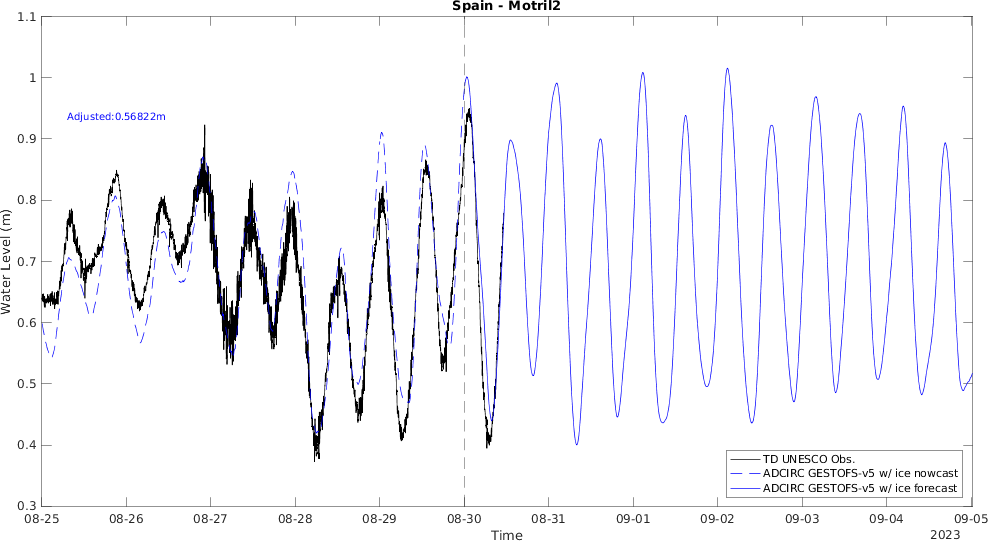 Spain - Motril2
1.1
1
0.9
0.8
0.7
0.6
0.5
0.4
0.3
Water Level (m)
Adjusted:0.56822m
TD UNESCO Obs.
ADCIRC GESTOFS-v5 w/ ice nowcast
ADCIRC GESTOFS-v5 w/ ice forecast
08-25 08-26 08-27 08-28 08-29 08-30 08-31 09-01 09-02 09-03 09-04 09-05
Time
2023